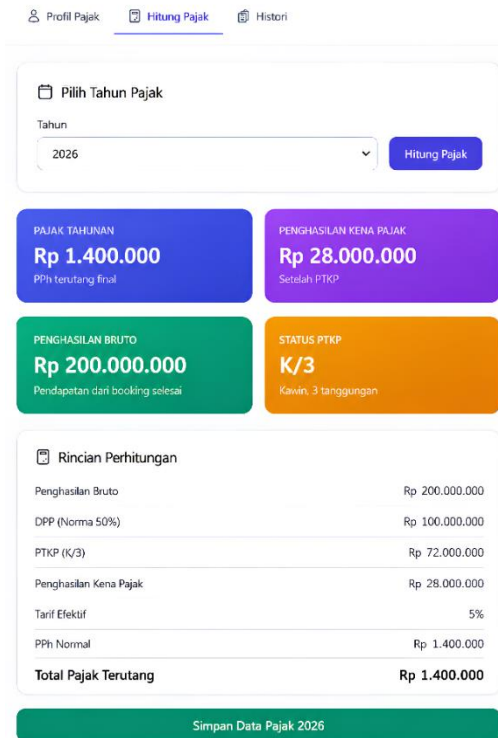 Profil Pajak Hitung Pajak Histori
Pilih Tahun Pajak
Tahun
2026 Hitung Pajak
PAJAK TAHUNAN
Rp 1.400.000
PPh terutang final
PENGHASILAN KENA PAJAK
Rp 28.000.000
Setelah PTKP
PENGHASILAN BRUTO
Rp 200.000.000
Pendapatan dari booking selesai
STATUS PTKP
K/3
Kawin, 3 tanggungan
Rincian Perhitungan
Penghasilan Bruto Rp 200.000.000
DPP (Norma 50%) Rp 100.000.000
PTKP (K/3) Rp 72.000.000
Penghasilan Kena Pajak Rp 28.000.000
Tarif Efektif 5%
PPh Normal Rp 1.400.000
Total Pajak Terutang Rp 1.400.000
Simpan Data Pajak 2026